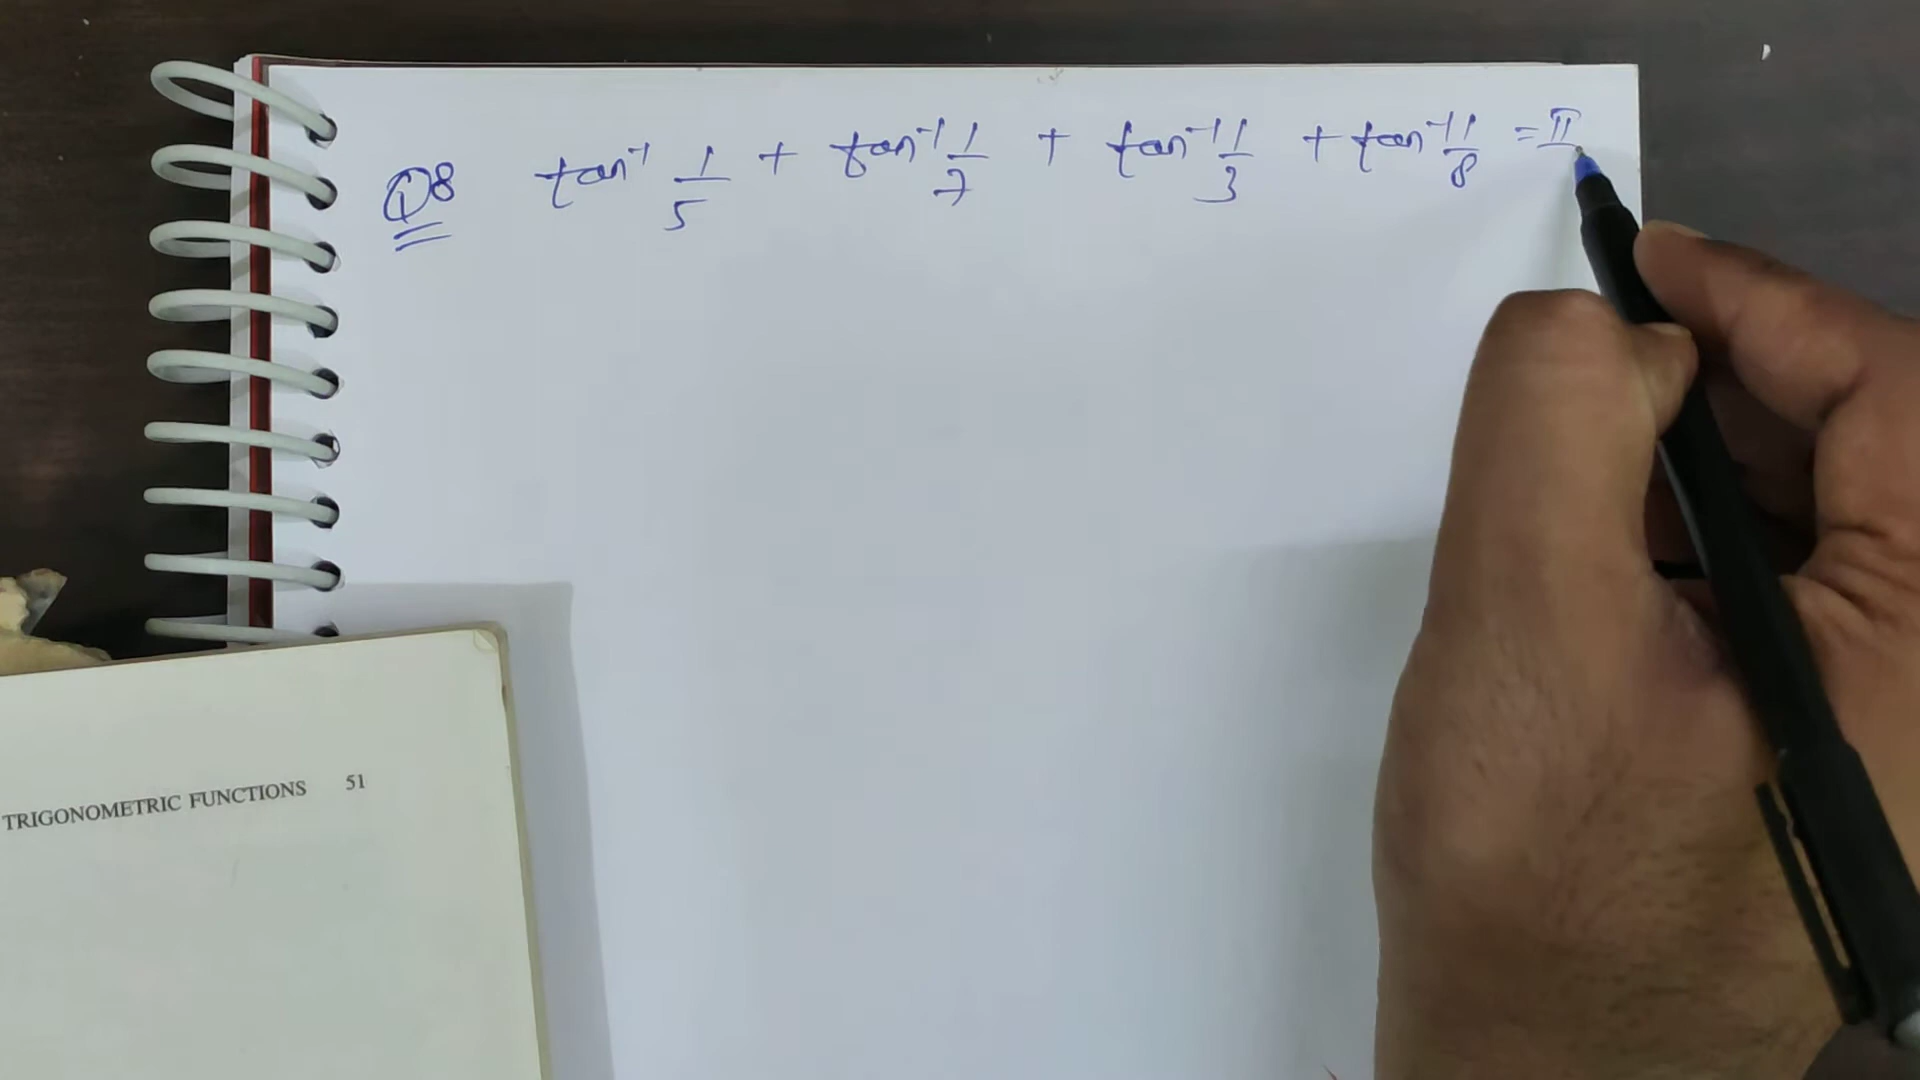 Q8 tan⁻¹ 1/5 + tan⁻¹ 1/7 + tan⁻¹ 1/3 + tan⁻¹ 1/8 = π
TRIGONOMETRIC FUNCTIONS 51